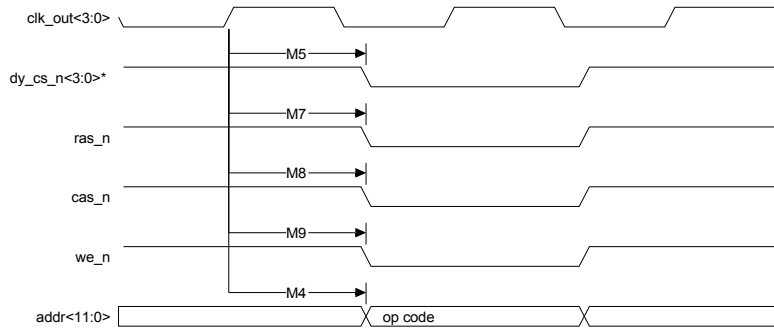 clk_out<3:0>
M5
dy_cs_n<3:0>*
M7
ras_n
M8
cas_n
M9
we_n
M4
addr<11:0>
op code